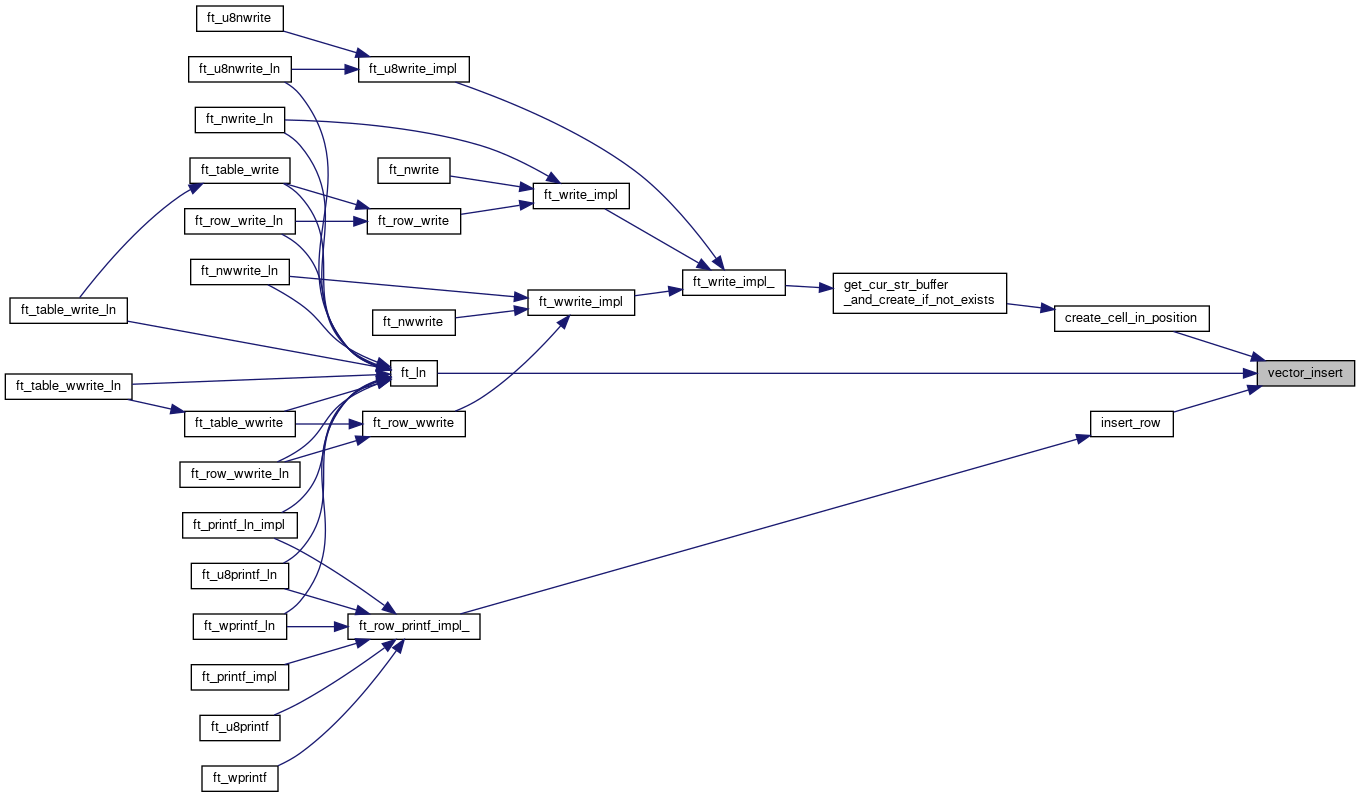 ft_u8nwrite
ft_u8nwrite_ln
ft_u8write_impl
ft_nwrite_ln
ft_table_write
ft_nwrite
ft_write_impl
ft_row_write_ln
ft_row_write
ft_nwwrite_ln
ft_write_impl_
get_cur_str_buffer
_and_create_if_not_exists
ft_table_write_ln
ft_nwwrite
ft_wwrite_impl
create_cell_in_position
ft_ln
vector_insert
ft_table_wwrite_ln
ft_table_wwrite
ft_row_wwrite
insert_row
ft_row_wwrite_ln
ft_printf_ln_impl
ft_u8printf_ln
ft_wprintf_ln
ft_row_printf_impl_
ft_printf_impl
ft_u8printf
ft_wprintf